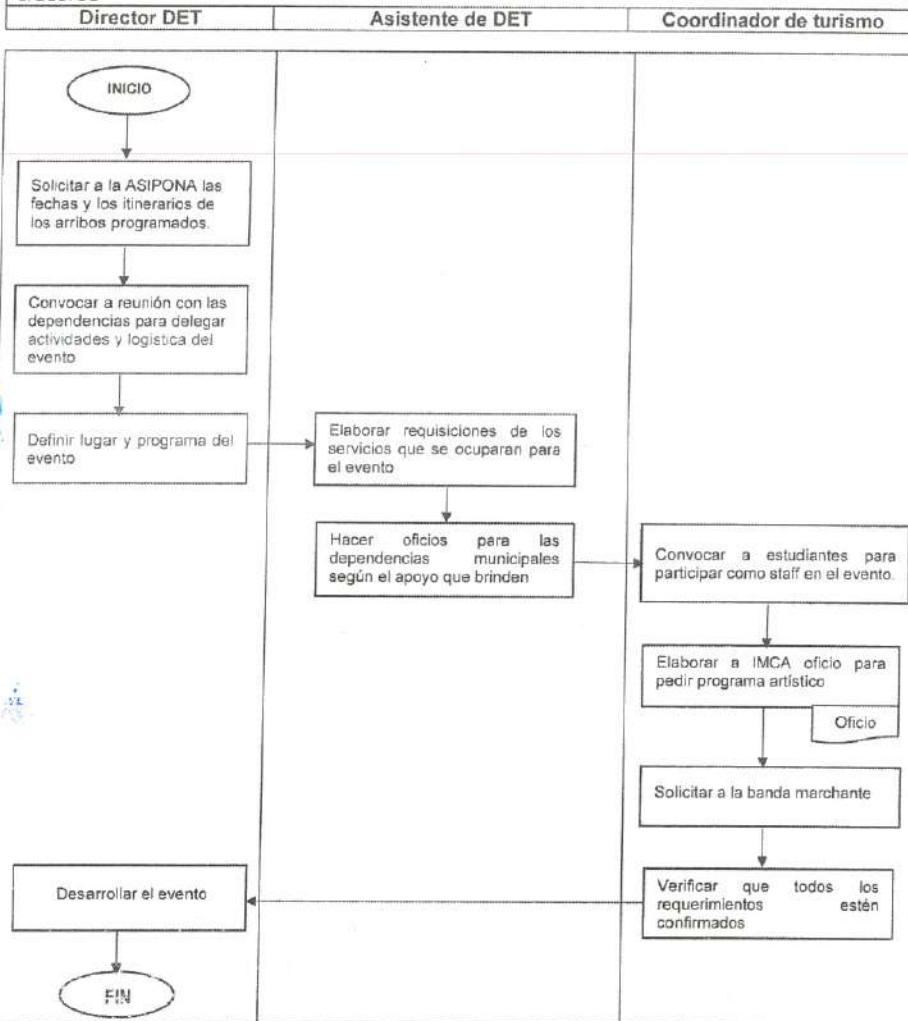 Director DET
Asistente de DET
Coordinador de turismo
INICIO
Solicitar a la ASIPONA las
fechas y los itinerarios de
los arribos programados.
Convocar a reunión con las
dependencias para delegar
actividades y logística del
evento
Definir lugar y programa del
evento
Elaborar requisiciones de los
servicios que se ocuparan para
el evento
Hacer oficios para las
dependencias municipales
según el apoyo que brinden
Convocar a estudiantes para
participar como staff en el evento.
Elaborar a IMCA oficio para
pedir programa artístico
Oficio
Solicitar a la banda marchante
Verificar que todos los
requerimientos estén
confirmados
Desarrollar el evento
FIN